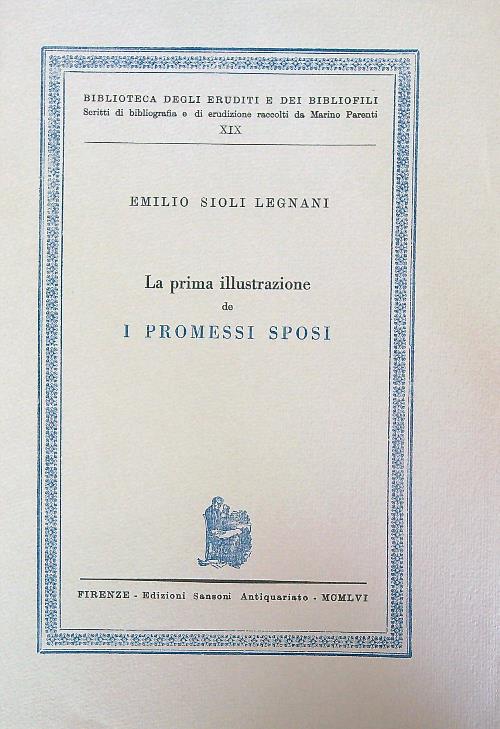 BIBLIOTECA DEGLI ERUDITI E DEI BIBLIOFILI
Scritti di bibliografia e di erudizione raccolti da Marino Parenti
XIX
EMILIO SIOLI LEGNANI
La prima illustrazione
de
I PROMESSI SPOSI
FIRENZE - Edizioni Sansoni Antiquariato - MCMLVI